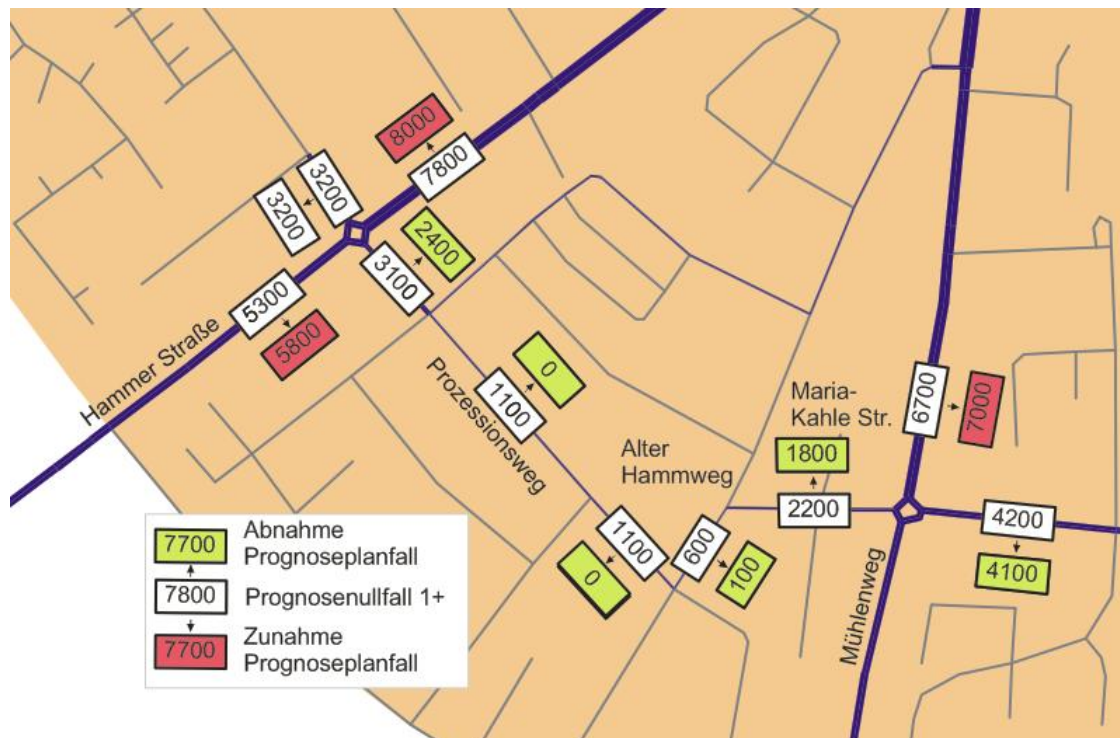 8000
7800
3200
3200
2400
3100
5300
5800
Hammer Straße
0
1100
Prozessionsweg
Maria-
Kahle Str.
6700
7000
Alter
Hammweg
1800
2200
4200
4100
1100
0
600
100
Mühlenweg
7700
Abnahme
Prognoseplanfall
7800
Prognosenullfall 1+
7700
Zunahme
Prognoseplanfall